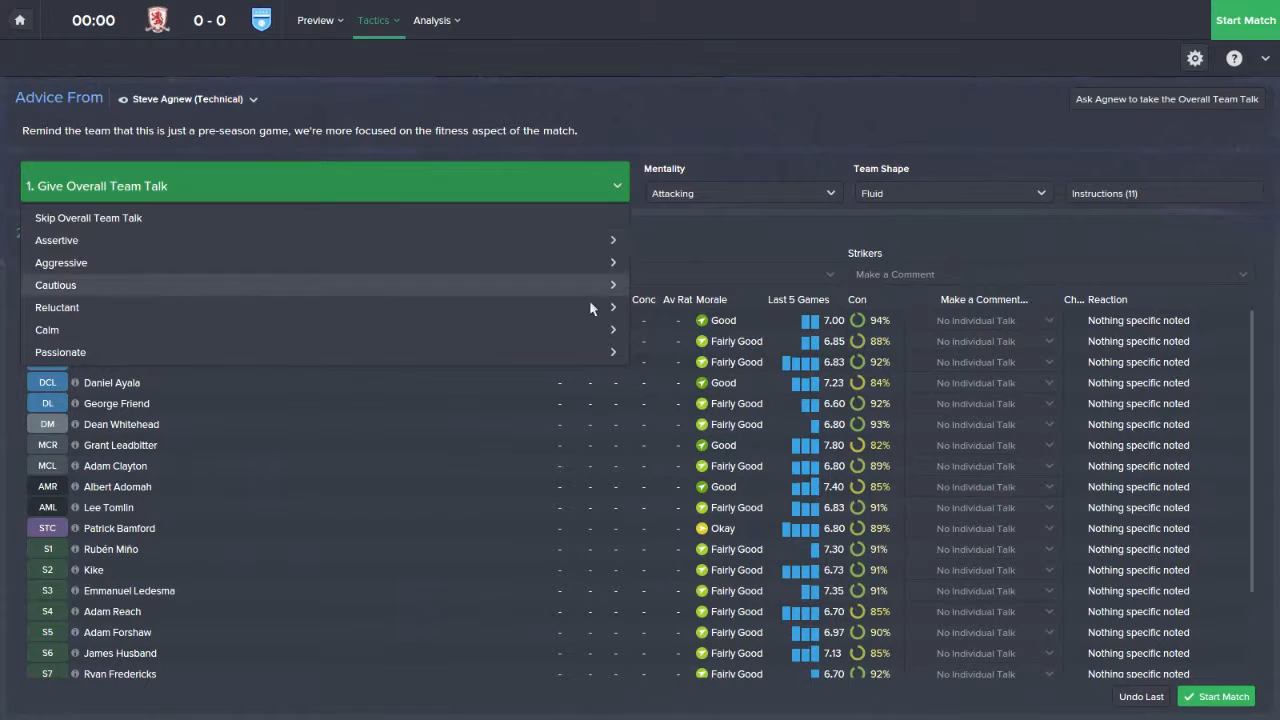 00:00 0 - 0 Preview Tactics Analysis Start Match
Advice From Steve Agnew (Technical) Ask Agnew to take the Overall Team Talk
Remind the team that this is just a pre-season game, we're more focused on the fitness aspect of the match.
Mentality Team Shape
1. Give Overall Team Talk Attacking Fluid Instructions (11)
Skip Overall Team Talk
Assertive
Aggressive Strikers
Cautious Make a Comment
Conc Av Rat Morale Last 5 Games Con Make a Comment... Ch... Reaction
Reluctant
Good 7.00 94% No Individual Talk Nothing specific noted
Calm
Fairly Good 6.85 88% No Individual Talk Nothing specific noted
Passionate
- - Fairly Good 6.83 92% No Individual Talk Nothing specific noted
DCL Daniel Ayala - - - - - Good 7.23 84% No Individual Talk Nothing specific noted
DL George Friend - - - - - Fairly Good 6.60 92% No Individual Talk Nothing specific noted
DM Dean Whitehead - - - - - Fairly Good 6.80 93% No Individual Talk Nothing specific noted
MCR Grant Leadbitter - - - - - Good 7.80 82% No Individual Talk Nothing specific noted
MCL Adam Clayton - - - - - Fairly Good 6.80 89% No Individual Talk Nothing specific noted
AMR Albert Adomah - - - - - Good 7.40 85% No Individual Talk Nothing specific noted
AML Lee Tomlin - - - - - Fairly Good 6.83 91% No Individual Talk Nothing specific noted
STC Patrick Bamford - - - - - Okay 6.80 89% No Individual Talk Nothing specific noted
S1 Rubén Miño - - - - - Fairly Good 7.30 91% No Individual Talk Nothing specific noted
S2 Kike - - - - - Fairly Good 6.73 91% No Individual Talk Nothing specific noted
S3 Emmanuel Ledesma - - - - - Fairly Good 7.35 91% No Individual Talk Nothing specific noted
S4 Adam Reach - - - - - Fairly Good 6.70 85% No Individual Talk Nothing specific noted
S5 Adam Forshaw - - - - - Fairly Good 6.97 90% No Individual Talk Nothing specific noted
S6 James Husband - - - - - Fairly Good 7.13 85% No Individual Talk Nothing specific noted
S7 Ryan Fredericks - - - - - Fairly Good 6.70 92% No Individual Talk Nothing specific noted
Undo Last Start Match